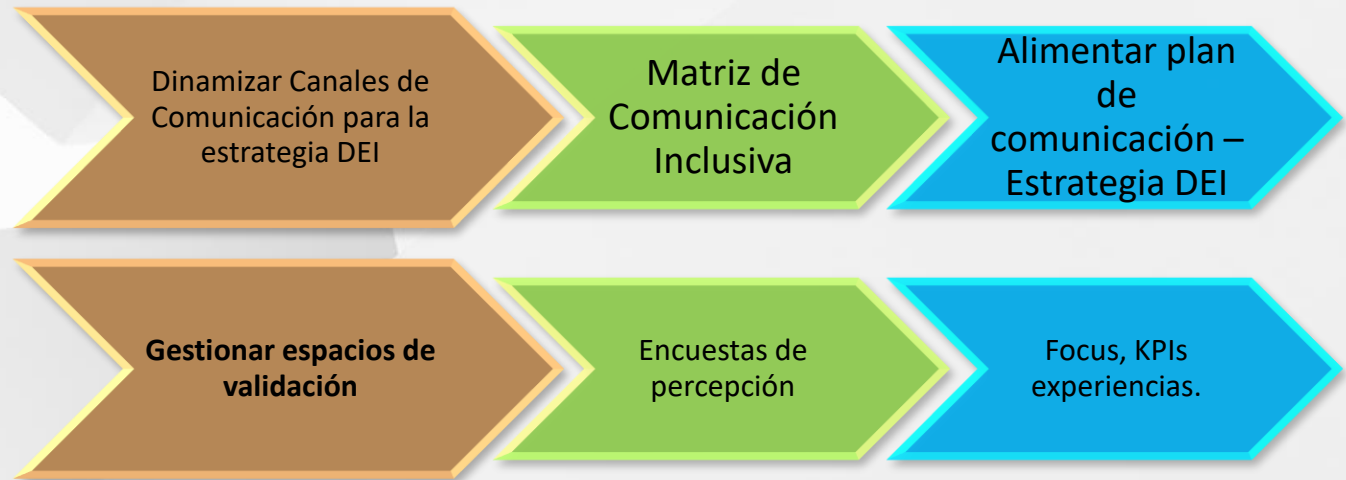 Dinamizar Canales de
Comunicación para la
estrategia DEI
Matriz de
Comunicación
Inclusiva
Alimentar plan
de
comunicación –
Estrategia DEI
Gestionar espacios de
validación
Encuestas de
percepción
Focus, KPIs
experiencias.